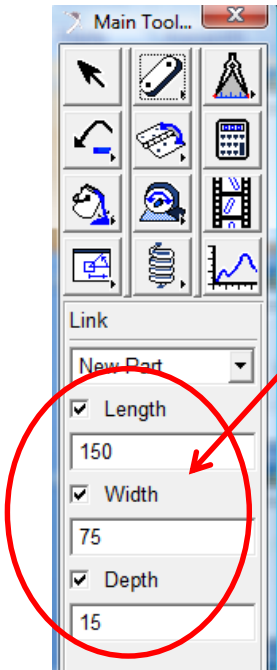 Main Tool...
Link
New Part
Length
150
Width
75
Depth
15